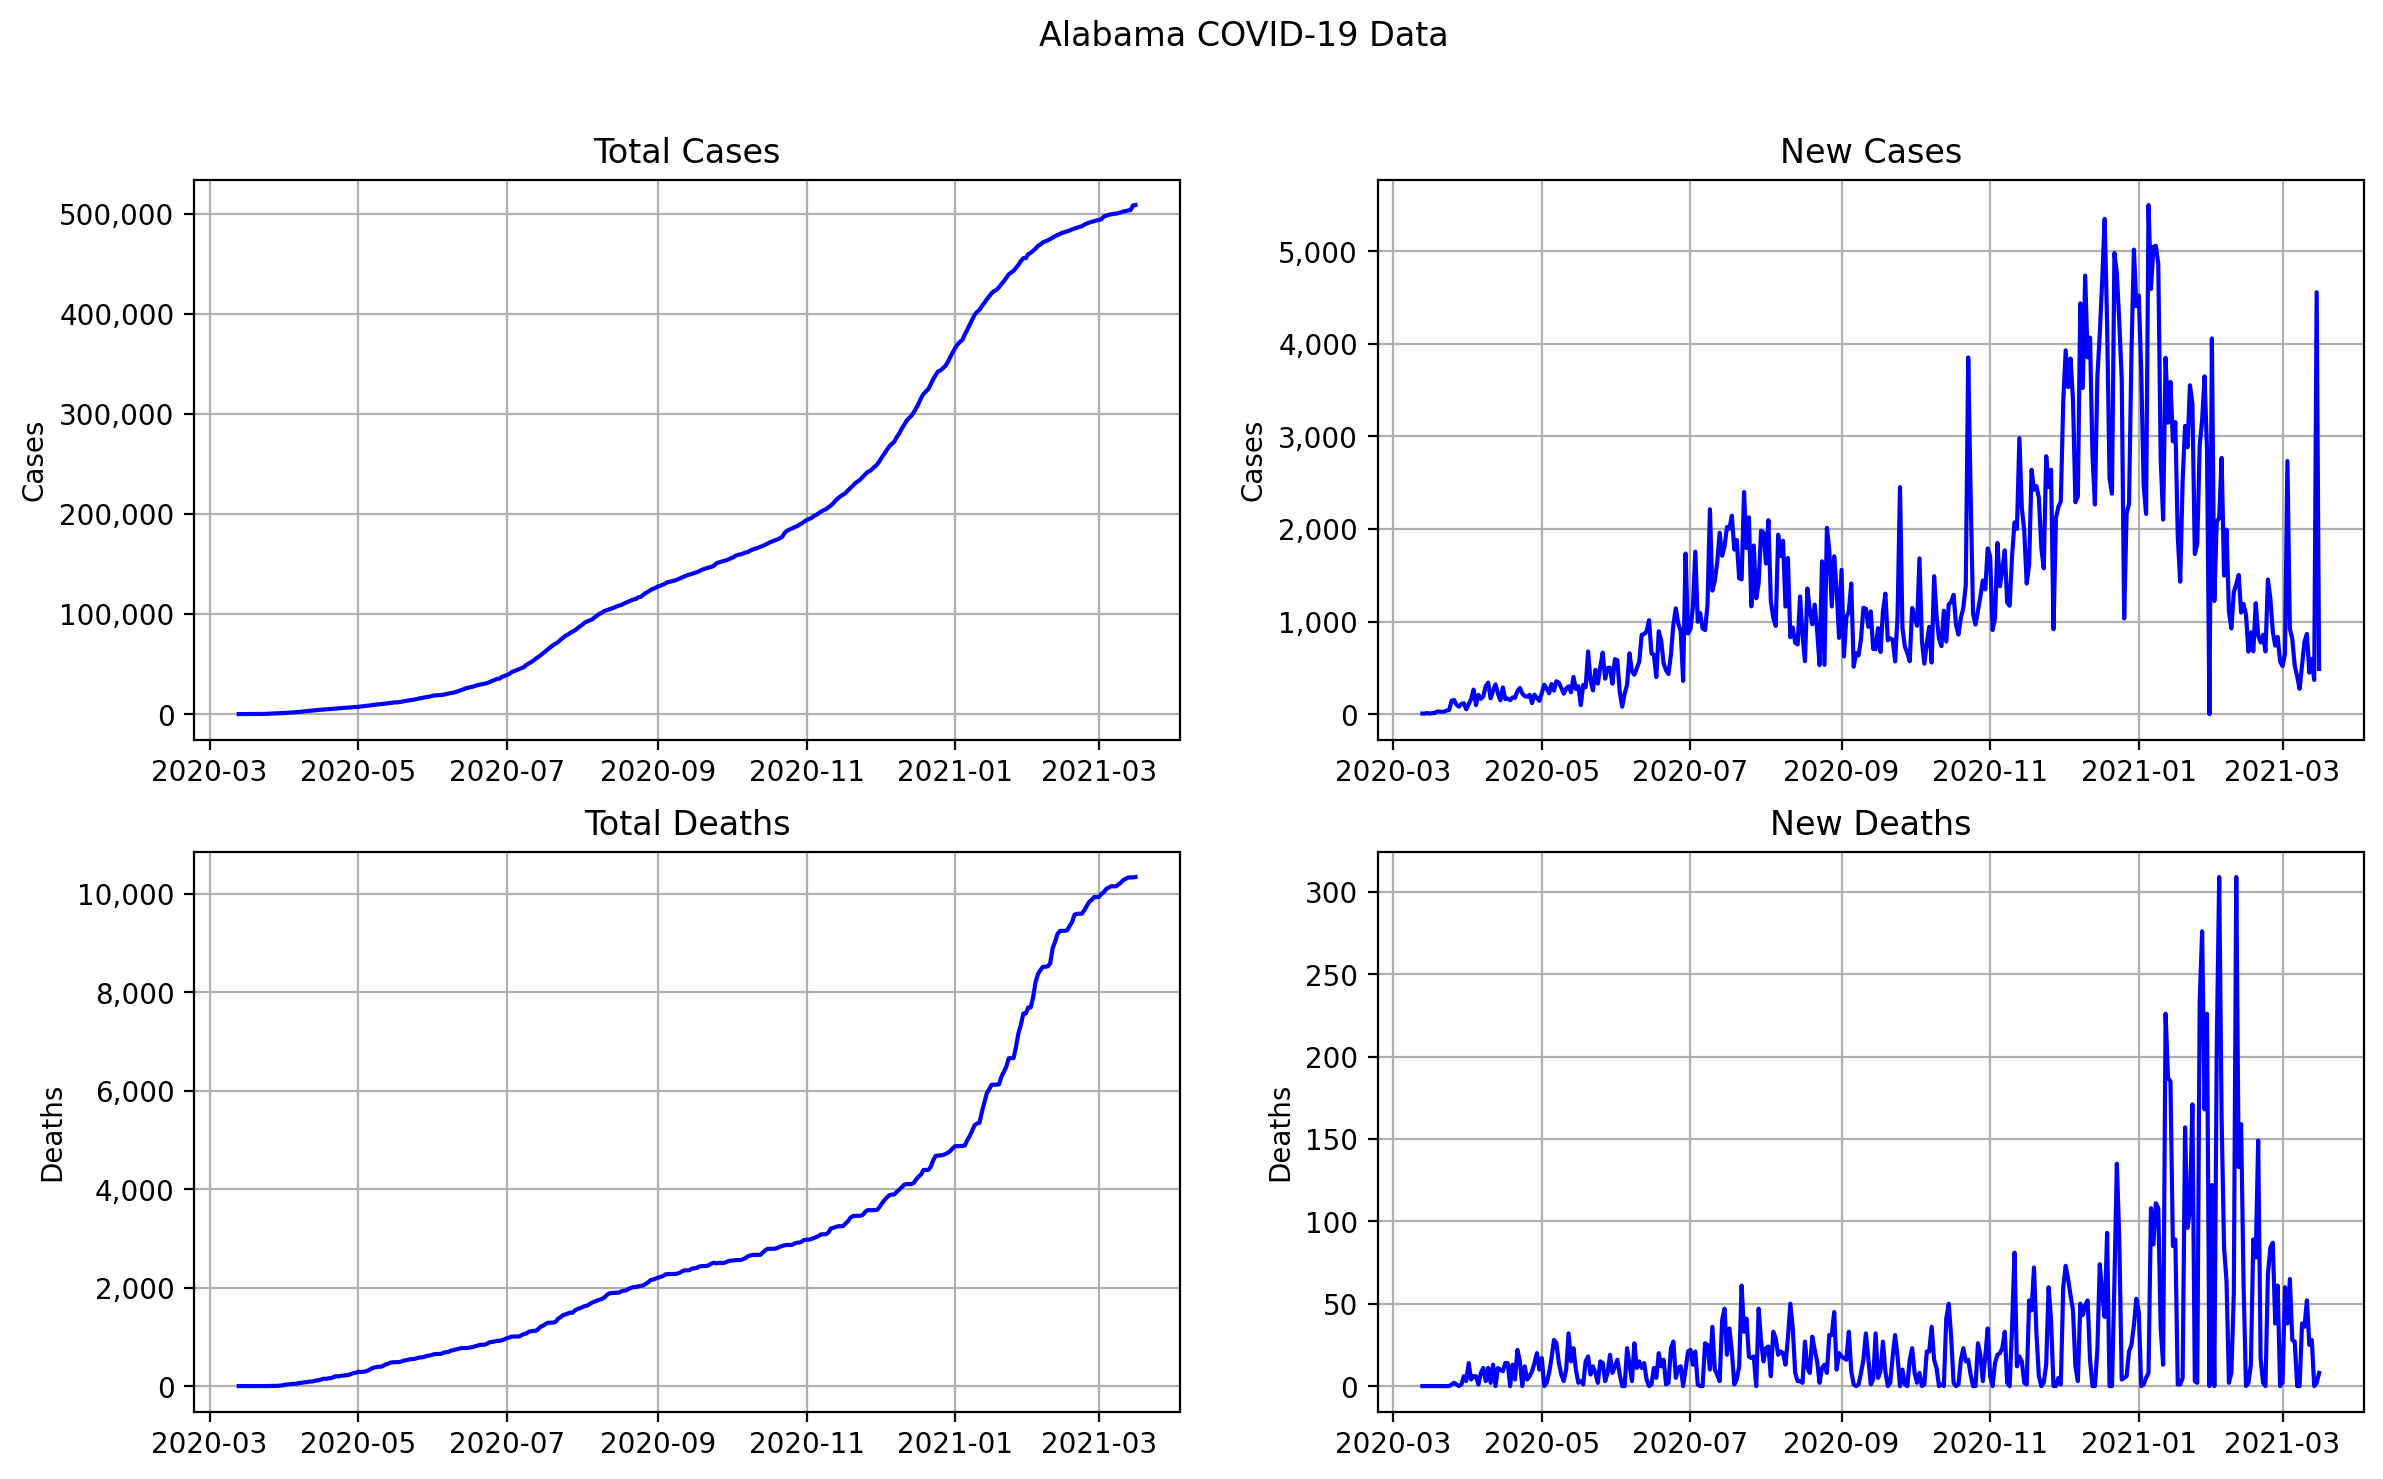 Alabama COVID-19 Data
Total Cases
Cases
500,000
400,000
300,000
200,000
100,000
0
2020-03 2020-05 2020-07 2020-09 2020-11 2021-01 2021-03
New Cases
Cases
5,000
4,000
3,000
2,000
1,000
0
2020-03 2020-05 2020-07 2020-09 2020-11 2021-01 2021-03
Total Deaths
Deaths
10,000
8,000
6,000
4,000
2,000
0
2020-03 2020-05 2020-07 2020-09 2020-11 2021-01 2021-03
New Deaths
Deaths
300
250
200
150
100
50
0
2020-03 2020-05 2020-07 2020-09 2020-11 2021-01 2021-03